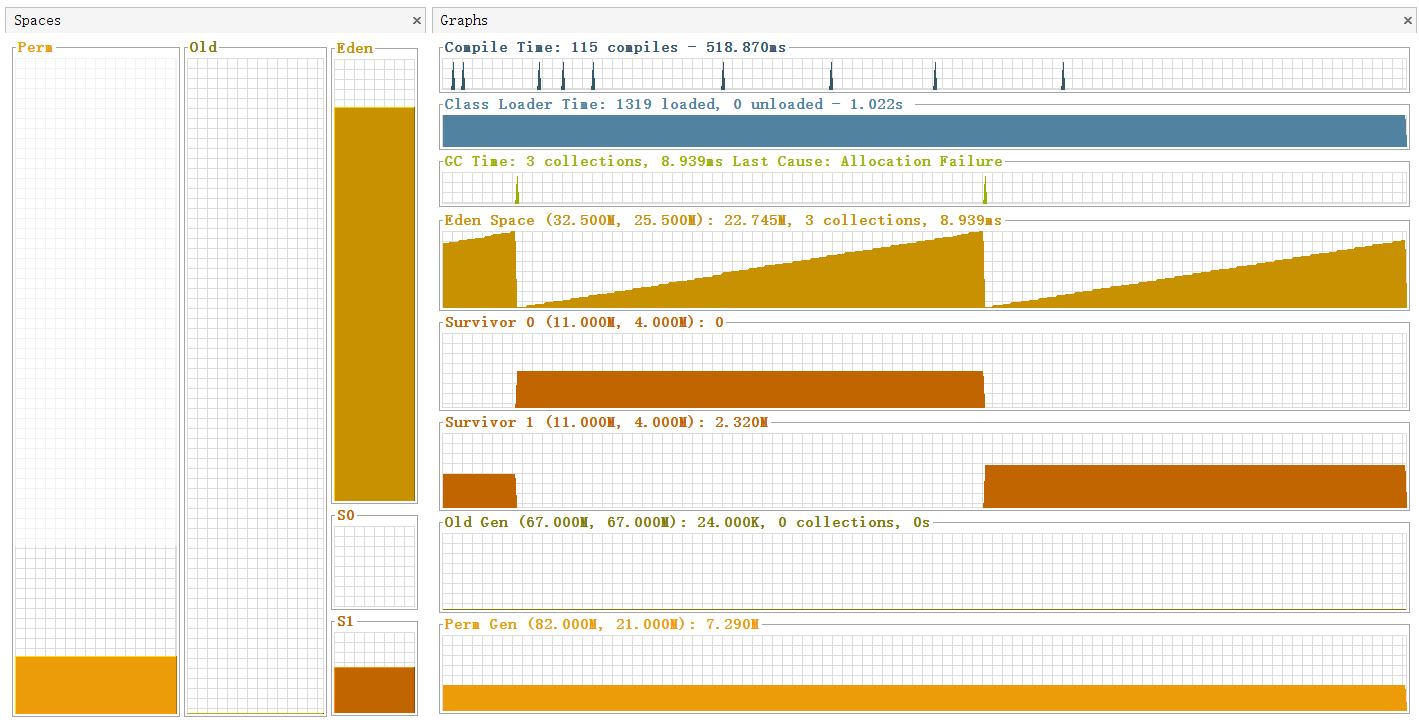 Spaces
Perm
Old
Eden
S0
S1
Graphs
Compile Time: 115 compiles - 518.870ms
Class Loader Time: 1319 loaded, 0 unloaded - 1.022s
GC Time: 3 collections, 8.939ms Last Cause: Allocation Failure
Eden Space (32.500M, 25.500M): 22.745M, 3 collections, 8.939ms
Survivor 0 (11.000M, 4.000M): 0
Survivor 1 (11.000M, 4.000M): 2.320M
Old Gen (67.000M, 67.000M): 24.000K, 0 collections, 0s
Perm Gen (82.000M, 21.000M): 7.290M